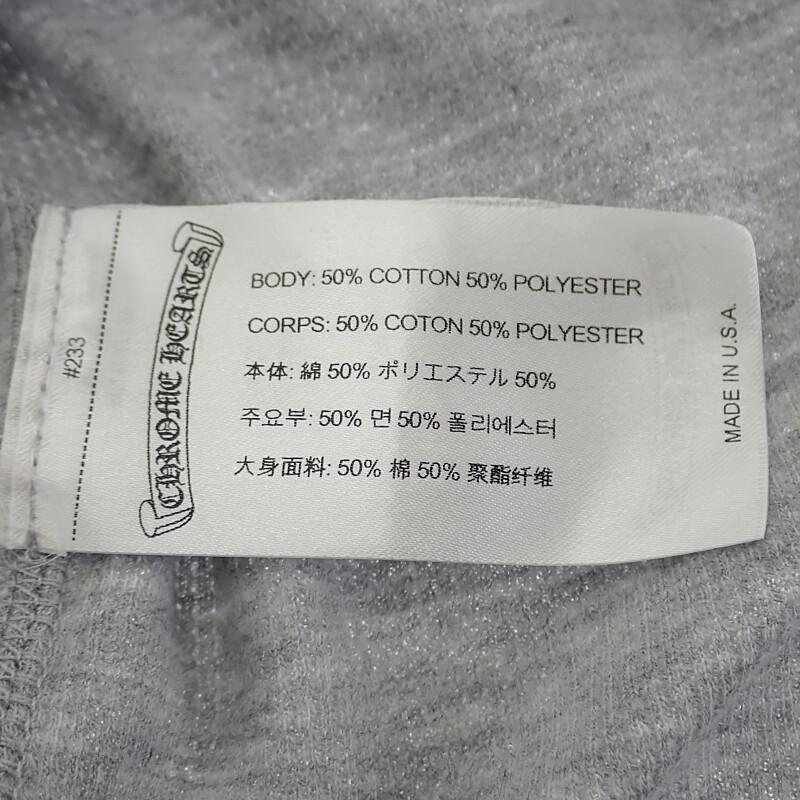 #233
CHROME HEARTS
BODY: 50% COTTON 50% POLYESTER
CORPS: 50% COTON 50% POLYESTER
本体: 綿 50% ポリエステル 50%
주요부: 50% 면 50% 폴리에스터
大身面料: 50% 棉 50% 聚酯纤维
MADE IN U.S.A.